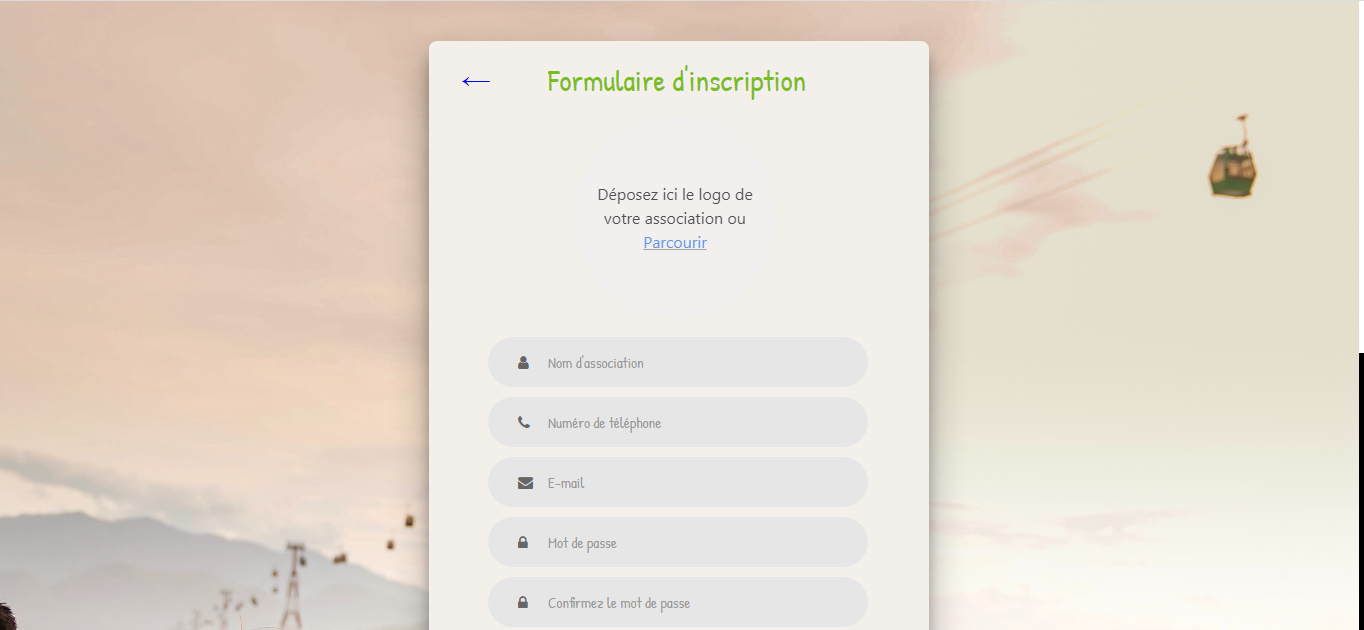 Formulaire d'inscription
Déposez ici le logo de
votre association ou
Parcourir
Nom d'association
Numéro de téléphone
E-mail
Mot de passe
Confirmez le mot de passe